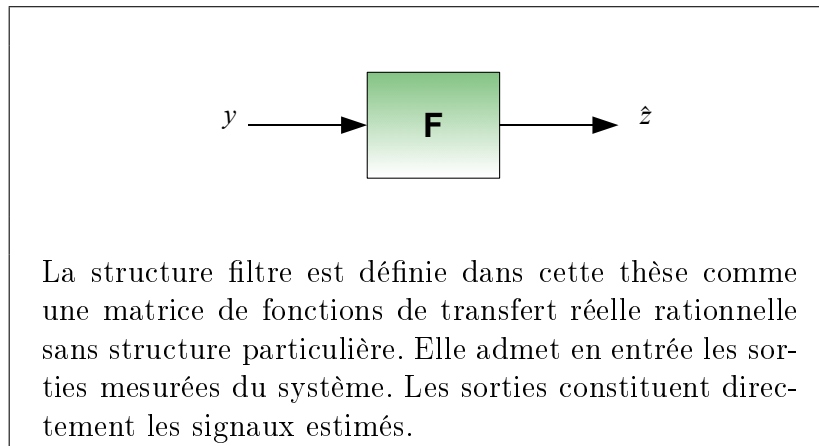 y F ẑ
La structure filtre est définie dans cette thèse comme
une matrice de fonctions de transfert réelle rationnelle
sans structure particulière. Elle admet en entrée les sor-
ties mesurées du système. Les sorties constituent direc-
tement les signaux estimés.